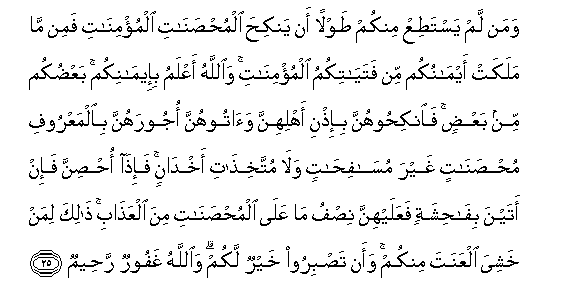 وَمَن لَّمْ يَسْتَطِعْ مِنكُمْ طَوْلًا أَن يَنكِحَ ٱلْمُحْصَنَـٰتِ ٱلْمُؤْمِنَـٰتِ فَمِن مَّا
مَلَكَتْ أَيْمَـٰنُكُم مِّن فَتَيَـٰتِكُمُ ٱلْمُؤْمِنَـٰتِ ۚ وَٱللَّهُ أَعْلَمُ بِإِيمَـٰنِكُم ۚ بَعْضُكُم
مِّنۢ بَعْضٍ ۚ فَٱنكِحُوهُنَّ بِإِذْنِ أَهْلِهِنَّ وَءَاتُوهُنَّ أُجُورَهُنَّ بِٱلْمَعْرُوفِ
مُحْصَنَـٰتٍ غَيْرَ مُسَـٰفِحَـٰتٍ وَلَا مُتَّخِذَٰتِ أَخْدَانٍ ۚ فَإِذَآ أُحْصِنَّ فَإِنْ
أَتَيْنَ بِفَـٰحِشَةٍ فَعَلَيْهِنَّ نِصْفُ مَا عَلَى ٱلْمُحْصَنَـٰتِ مِنَ ٱلْعَذَابِ ۚ ذَٰلِكَ لِمَنْ
خَشِىَ ٱلْعَنَتَ مِنكُمْ ۚ وَأَن تَصْبِرُوا۟ خَيْرٌ لَّكُمْ ۗ وَٱللَّهُ غَفُورٌ رَّحِيمٌ ٢٥